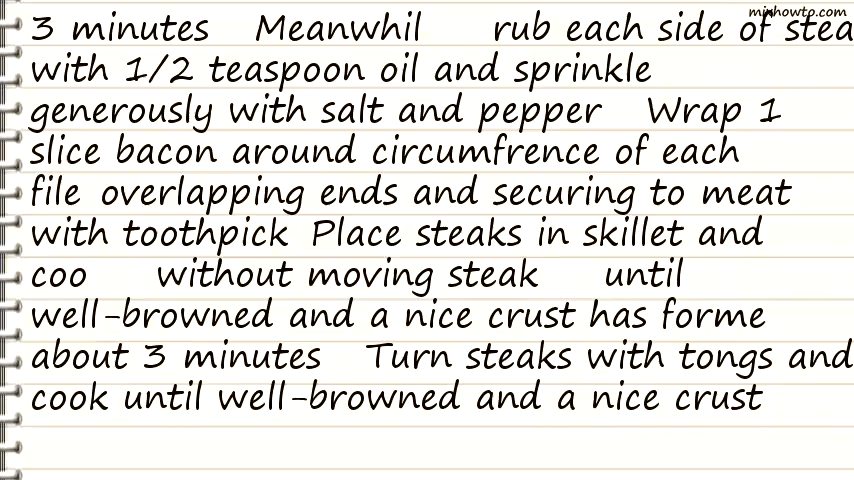 mixhowto.com
3 minutes Meanwhil rub each side of stea
with 1/2 teaspoon oil and sprinkle
generously with salt and pepper Wrap 1
slice bacon around circumfrence of each
file overlapping ends and securing to meat
with toothpick Place steaks in skillet and
coo without moving steak until
well-browned and a nice crust has forme
about 3 minutes Turn steaks with tongs and
cook until well-browned and a nice crust